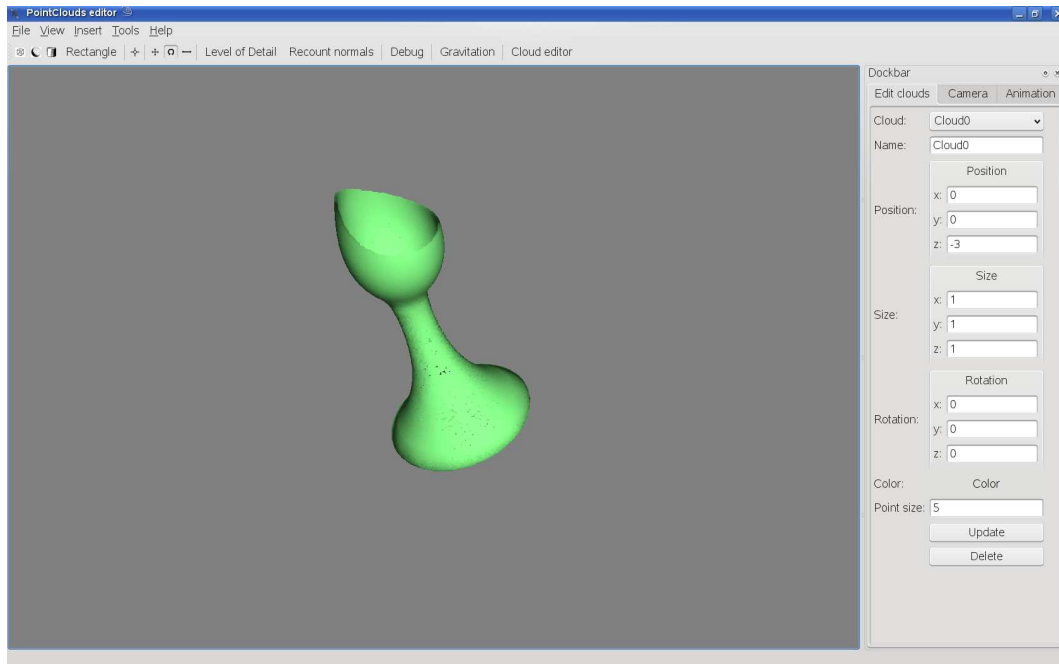 PointClouds editor
File View Insert Tools Help
Rectangle Level of Detail Recount normals Debug Gravitation Cloud editor
Dockbar
Edit clouds Camera Animation
Cloud: Cloud0
Name: Cloud0
Position
Position:
x: 0
y: 0
z: -3
Size
Size:
x: 1
y: 1
z: 1
Rotation
Rotation:
x: 0
y: 0
z: 0
Color: Color
Point size: 5
Update
Delete